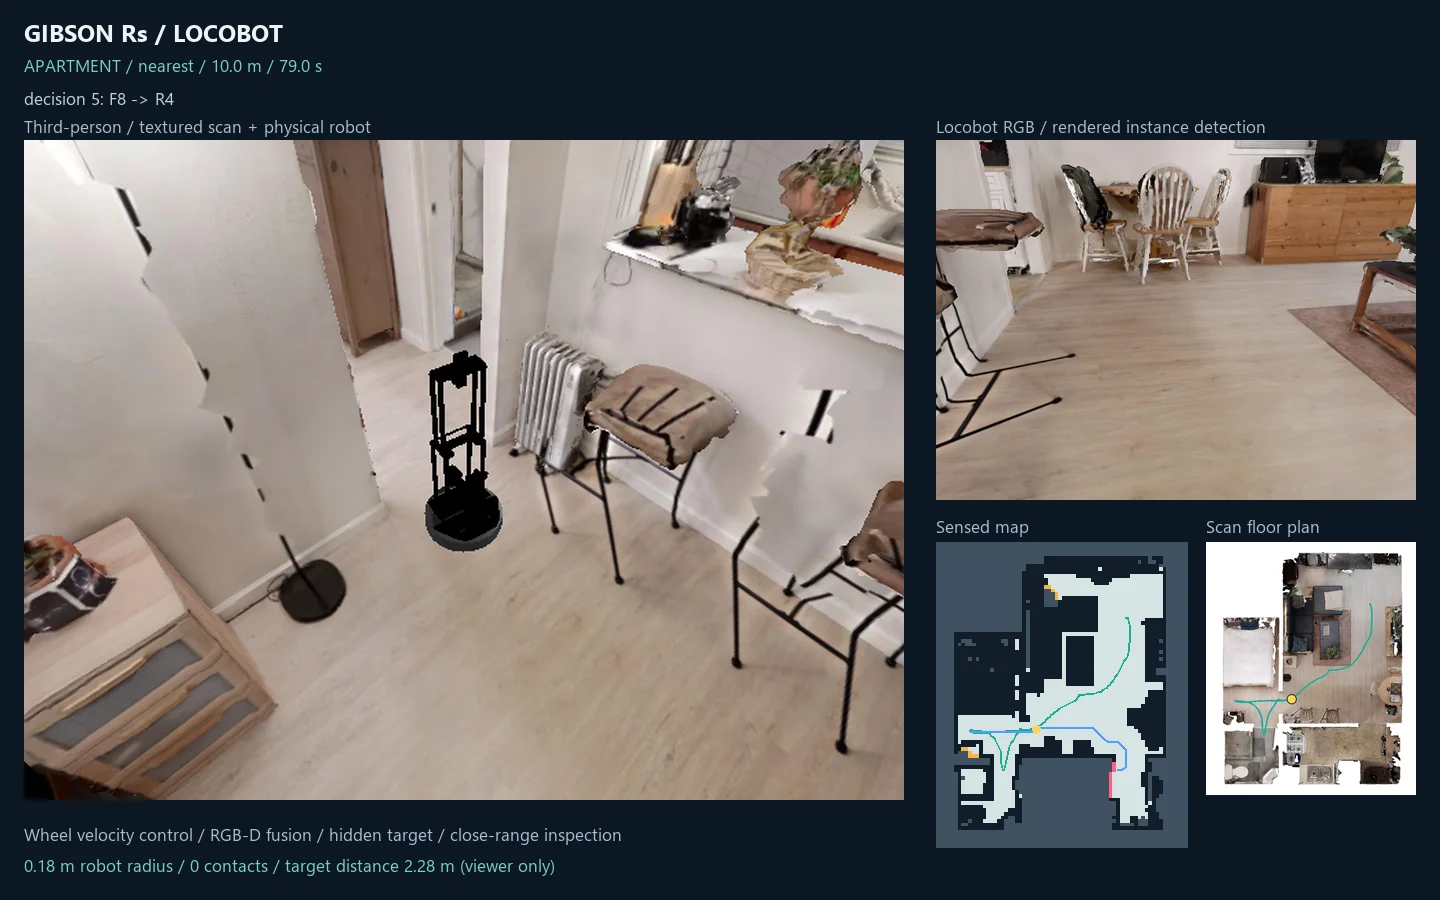 GIBSON Rs / LOCOBOT
APARTMENT / nearest / 10.0 m / 79.0 s
decision 5: F8 -> R4
Third-person / textured scan + physical robot
Locobot RGB / rendered instance detection
Sensed map
Scan floor plan
Wheel velocity control / RGB-D fusion / hidden target / close-range inspection
0.18 m robot radius / 0 contacts / target distance 2.28 m (viewer only)